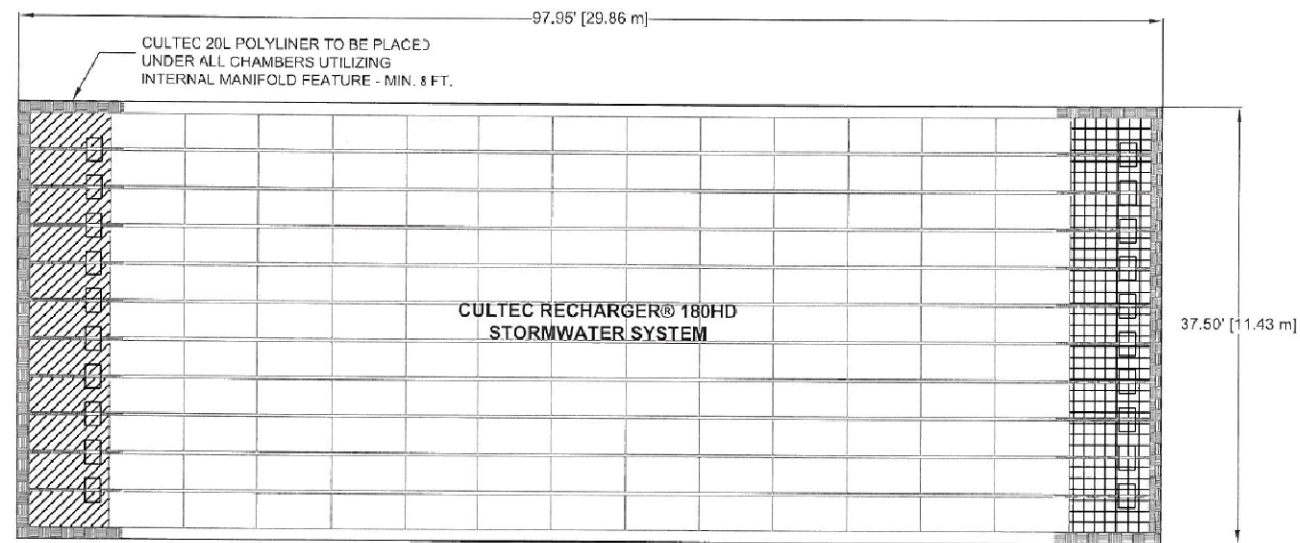 97.95' [29.86 m]
CULTEC 20L POLYLINER TO BE PLACED
UNDER ALL CHAMBERS UTILIZING
INTERNAL MANIFOLD FEATURE - MIN. 8 FT.
CULTEC RECHARGER® 180HD
STORMWATER SYSTEM
37.50' [11.43 m]